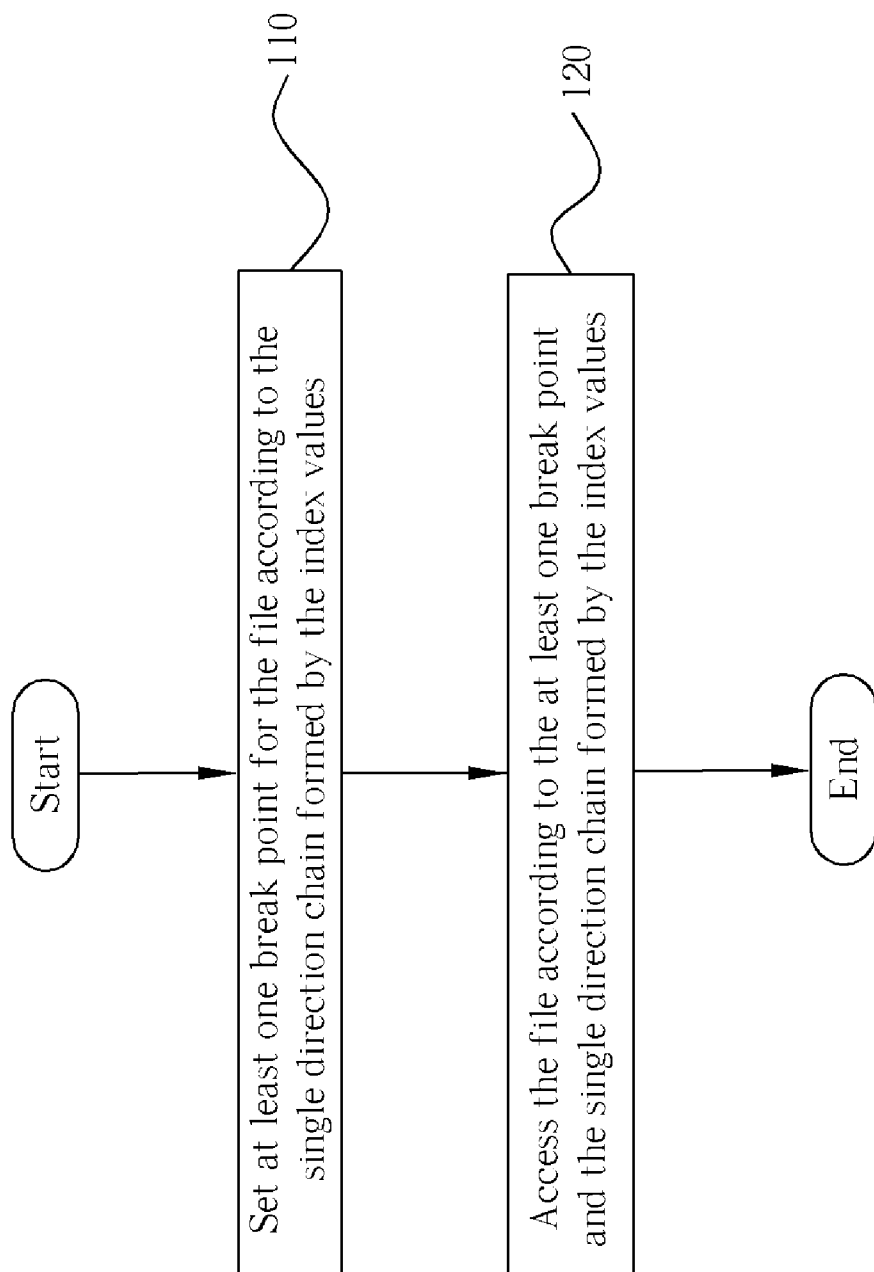 Start
Set at least one break point for the file according to the
single direction chain formed by the index values
110
Access the file according to the at least one break point
and the single direction chain formed by the index values
120
End